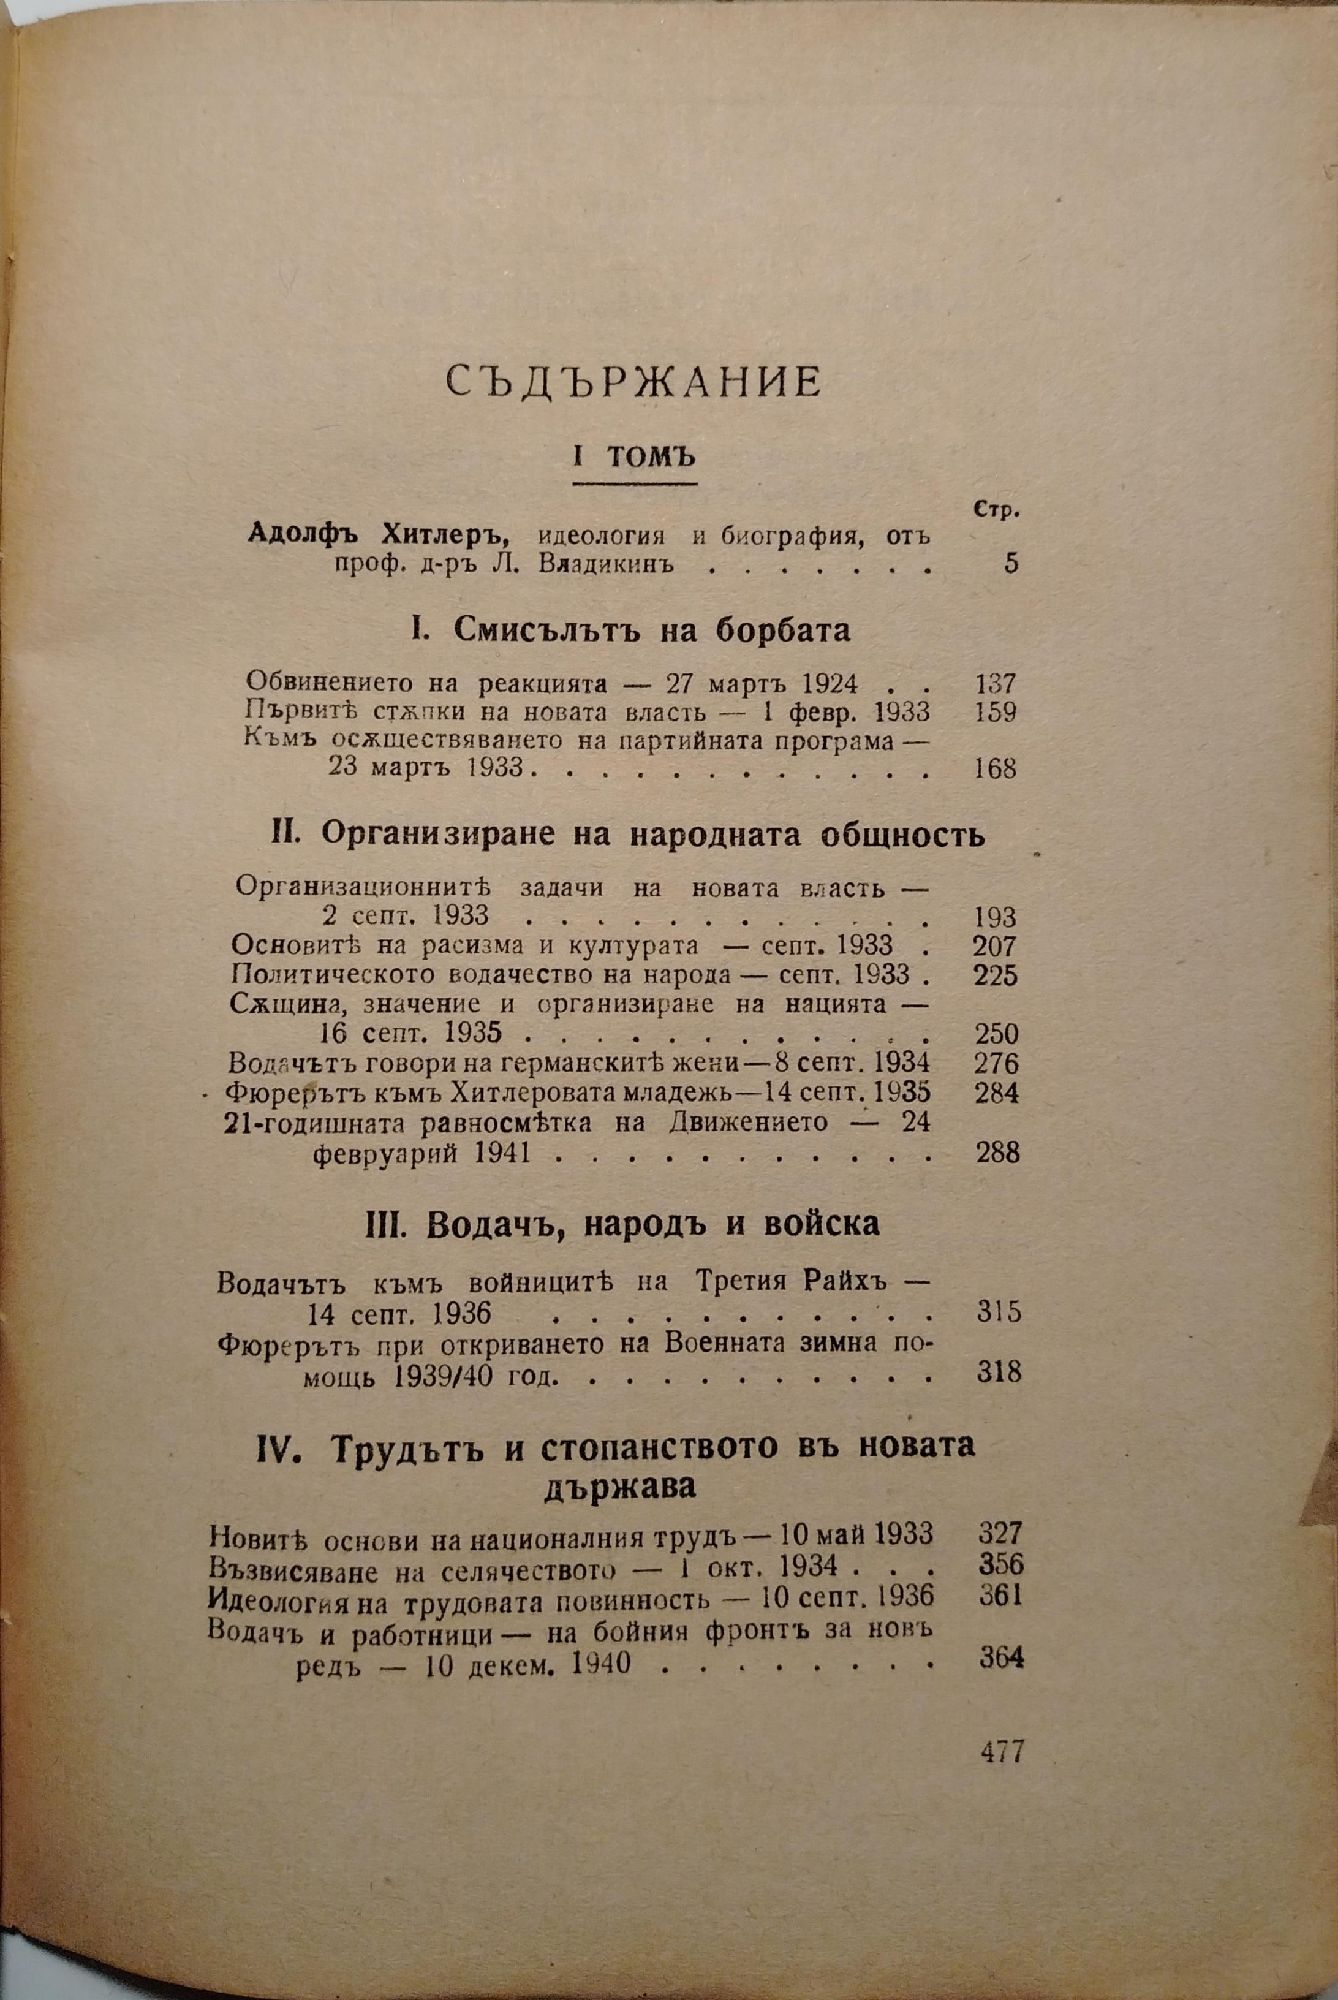 СЪДЪРЖАНИЕ
I ТОМЪ
Стр.
Адолфъ Хитлеръ, идеология и биография, отъ
проф. д-ръ Л. Владикинъ . . . . . . . 5
I. Смисълътъ на борбата
Обвинението на реакцията — 27 мартъ 1924 . . 137
Първитѣ стѫпки на новата власть — 1 февр. 1933 159
Къмъ осѫществяването на партийната програма —
23 мартъ 1933 . . . . . . . . . . . . 168
II. Организиране на народната общность
Организационнитѣ задачи на новата власть —
2 септ. 1933 . . . . . . . . . . . . 193
Основитѣ на расизма и културата — септ. 1933 . 207
Политическото водачество на народа — септ. 1933 . 225
Сѫщина, значение и организиране на нацията —
16 септ. 1935 . . . . . . . . . . . . 250
Водачътъ говори на германскитѣ жени — 8 септ. 1934 276
Фюрерътъ къмъ Хитлеровата младежь — 14 септ. 1935 284
21-годишната равносмѣтка на Движението — 24
февруарий 1941 . . . . . . . . . . . 288
III. Водачъ, народъ и войска
Водачътъ къмъ войницитѣ на Третия Райхъ —
14 септ. 1936 . . . . . . . . . . . 315
Фюрерътъ при откриването на Военната зимна по-
мощь 1939/40 год. . . . . . . . . . . 318
IV. Трудътъ и стопанството въ новата
държава
Новитѣ основи на националния трудъ — 10 май 1933 327
Възвисяване на селячеството — 1 окт. 1934 . . . 356
Идеология на трудовата повинность — 10 септ. 1936 361
Водачъ и работници — на бойния фронтъ за новъ
редъ — 10 декем. 1940 . . . . . . . . 364
477